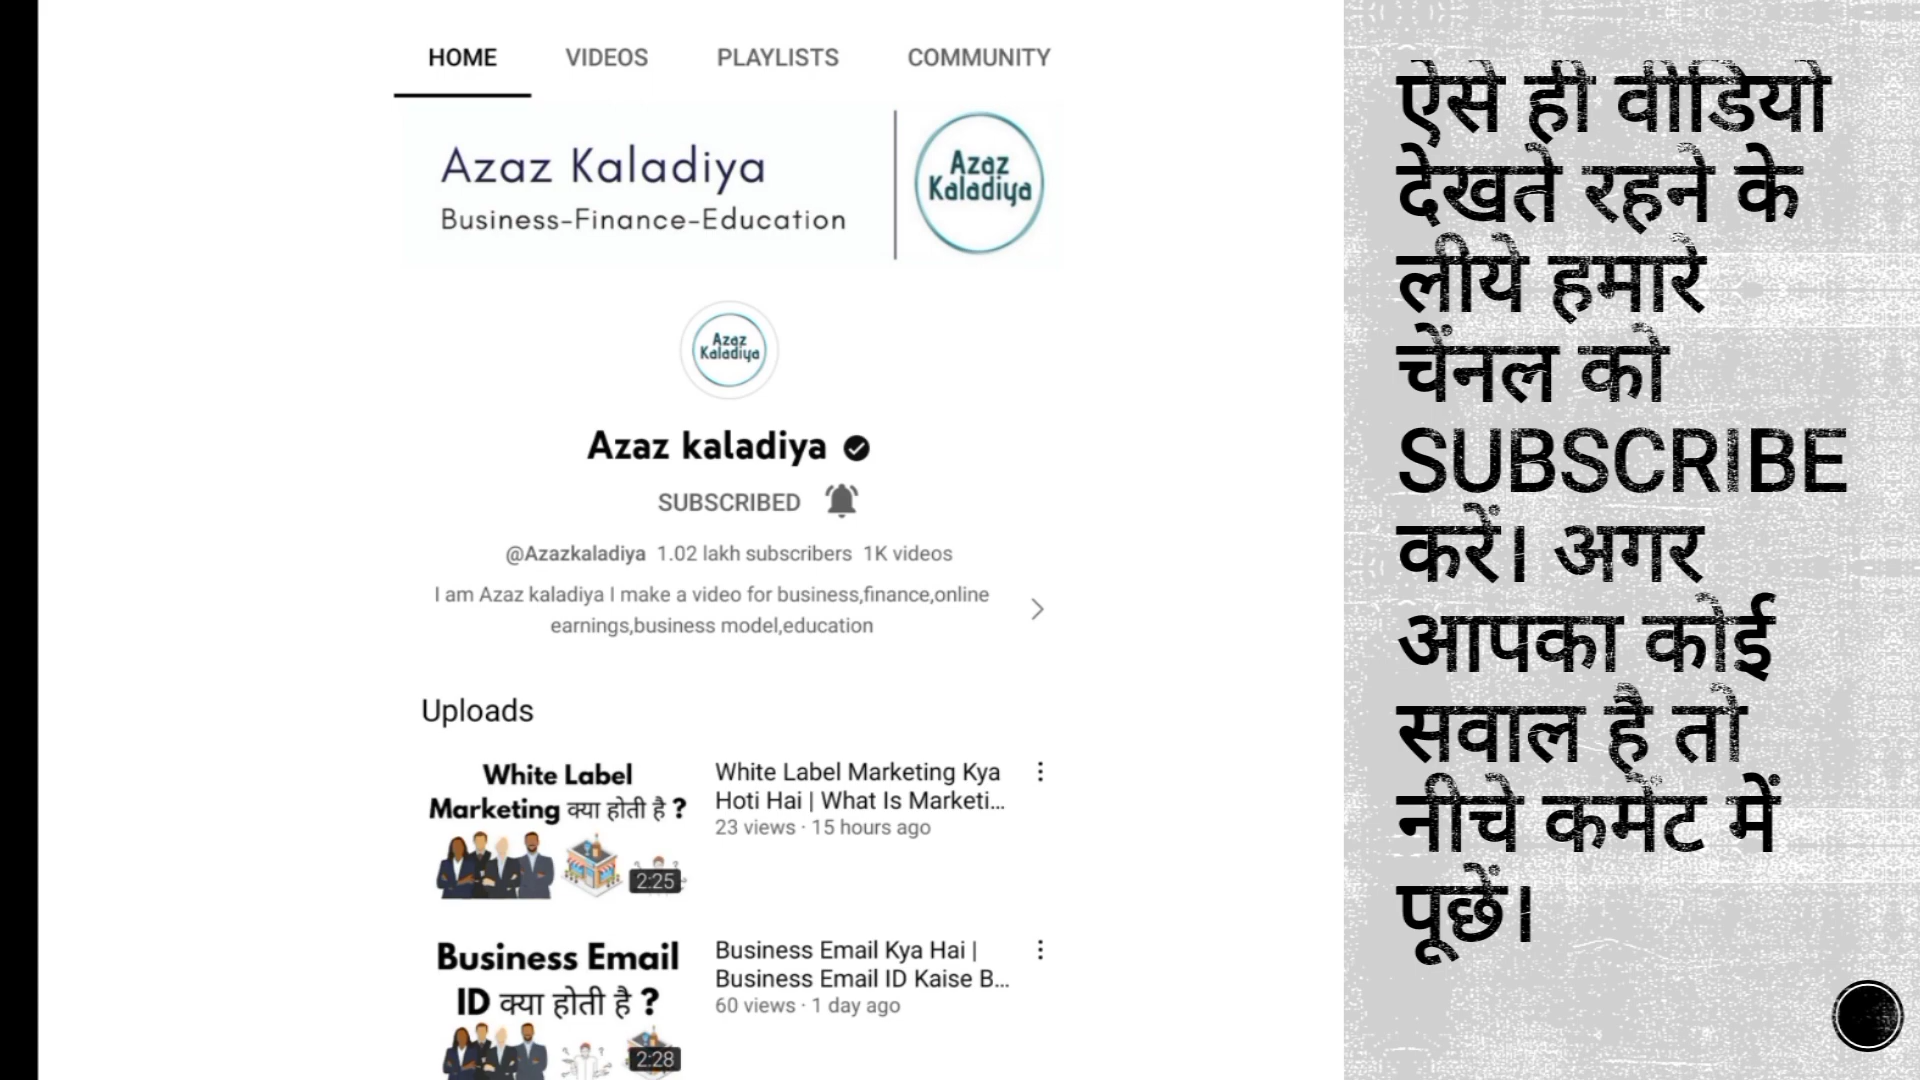 HOME VIDEOS PLAYLISTS COMMUNITY
Azaz Kaladiya
Business-Finance-Education
Azaz
Kaladiya
Azaz
Kaladiya
Azaz kaladiya
SUBSCRIBED
@Azazkaladiya 1.02 lakh subscribers 1K videos
I am Azaz kaladiya I make a video for business,finance,online
earnings,business model,education
Uploads
White Label
Marketing क्या होती है ?
2:25
White Label Marketing Kya
Hoti Hai | What Is Marketi...
23 views · 15 hours ago
Business Email
ID क्या होती है ?
2:28
Business Email Kya Hai |
Business Email ID Kaise B...
60 views · 1 day ago
ऐसे ही वीडियो
देखते रहने के
लीये हमारे
चेंनल को
SUBSCRIBE
करें। अगर
आपका कोई
सवाल है तो
नीचे कमेंट में
पूछें।